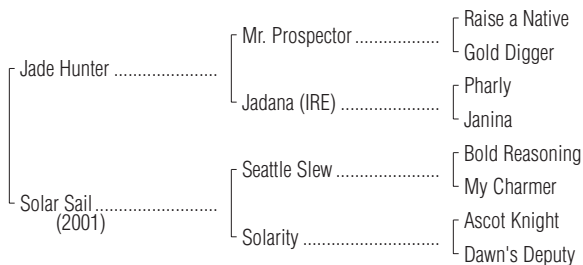 Raise a Native
Mr. Prospector ....................
Gold Digger
Jade Hunter .........................
Pharly
Jadana (IRE) .......................
Janina
Bold Reasoning
Seattle Slew ........................
My Charmer
Solar Sail .............................
(2001)
Ascot Knight
Solarity .................................
Dawn's Deputy